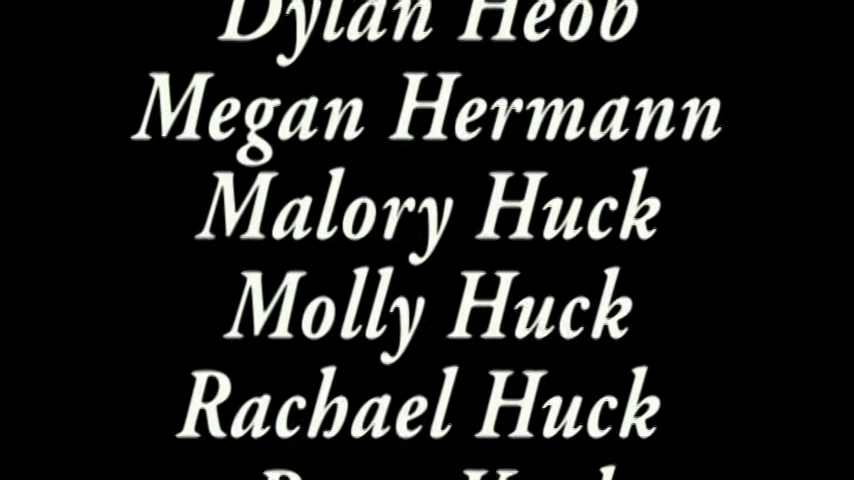 Dylan Heob
Megan Hermann
Malory Huck
Molly Huck
Rachael Huck